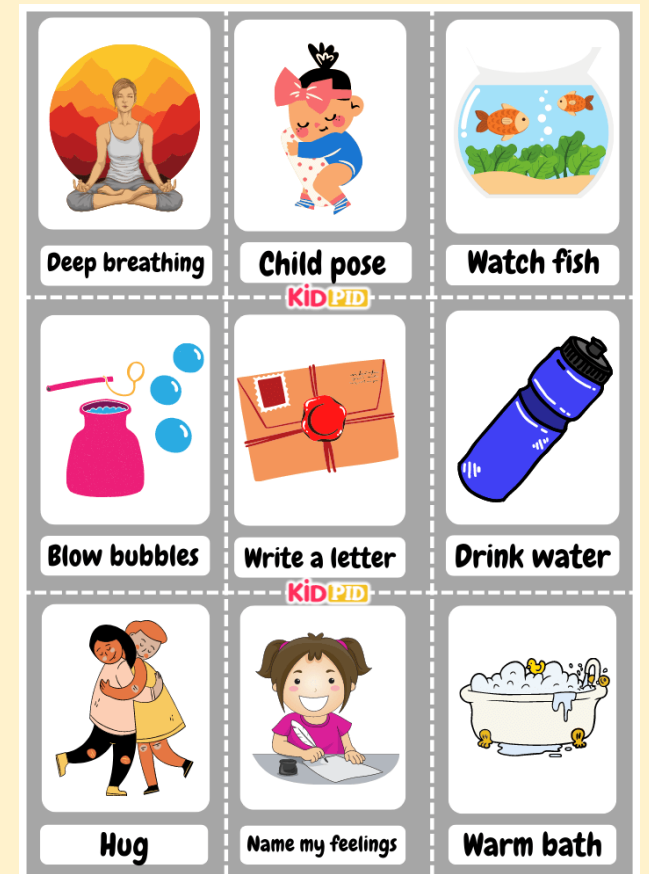 Deep breathing
Child pose
Watch fish
KiDPiD
Blow bubbles
Write a letter
Drink water
KiDPiD
Hug
Name my feelings
Warm bath